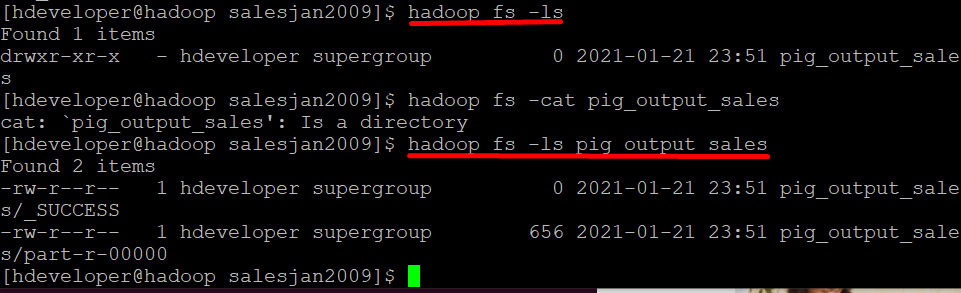 [hdeveloper@hadoop salesjan2009]$ hadoop fs -ls
Found 1 items
drwxr-xr-x   - hdeveloper supergroup          0 2021-01-21 23:51 pig_output_sale
s
[hdeveloper@hadoop salesjan2009]$ hadoop fs -cat pig_output_sales
cat: `pig_output_sales': Is a directory
[hdeveloper@hadoop salesjan2009]$ hadoop fs -ls pig_output_sales
Found 2 items
-rw-r--r--   1 hdeveloper supergroup          0 2021-01-21 23:51 pig_output_sale
s/_SUCCESS
-rw-r--r--   1 hdeveloper supergroup        656 2021-01-21 23:51 pig_output_sale
s/part-r-00000
[hdeveloper@hadoop salesjan2009]$